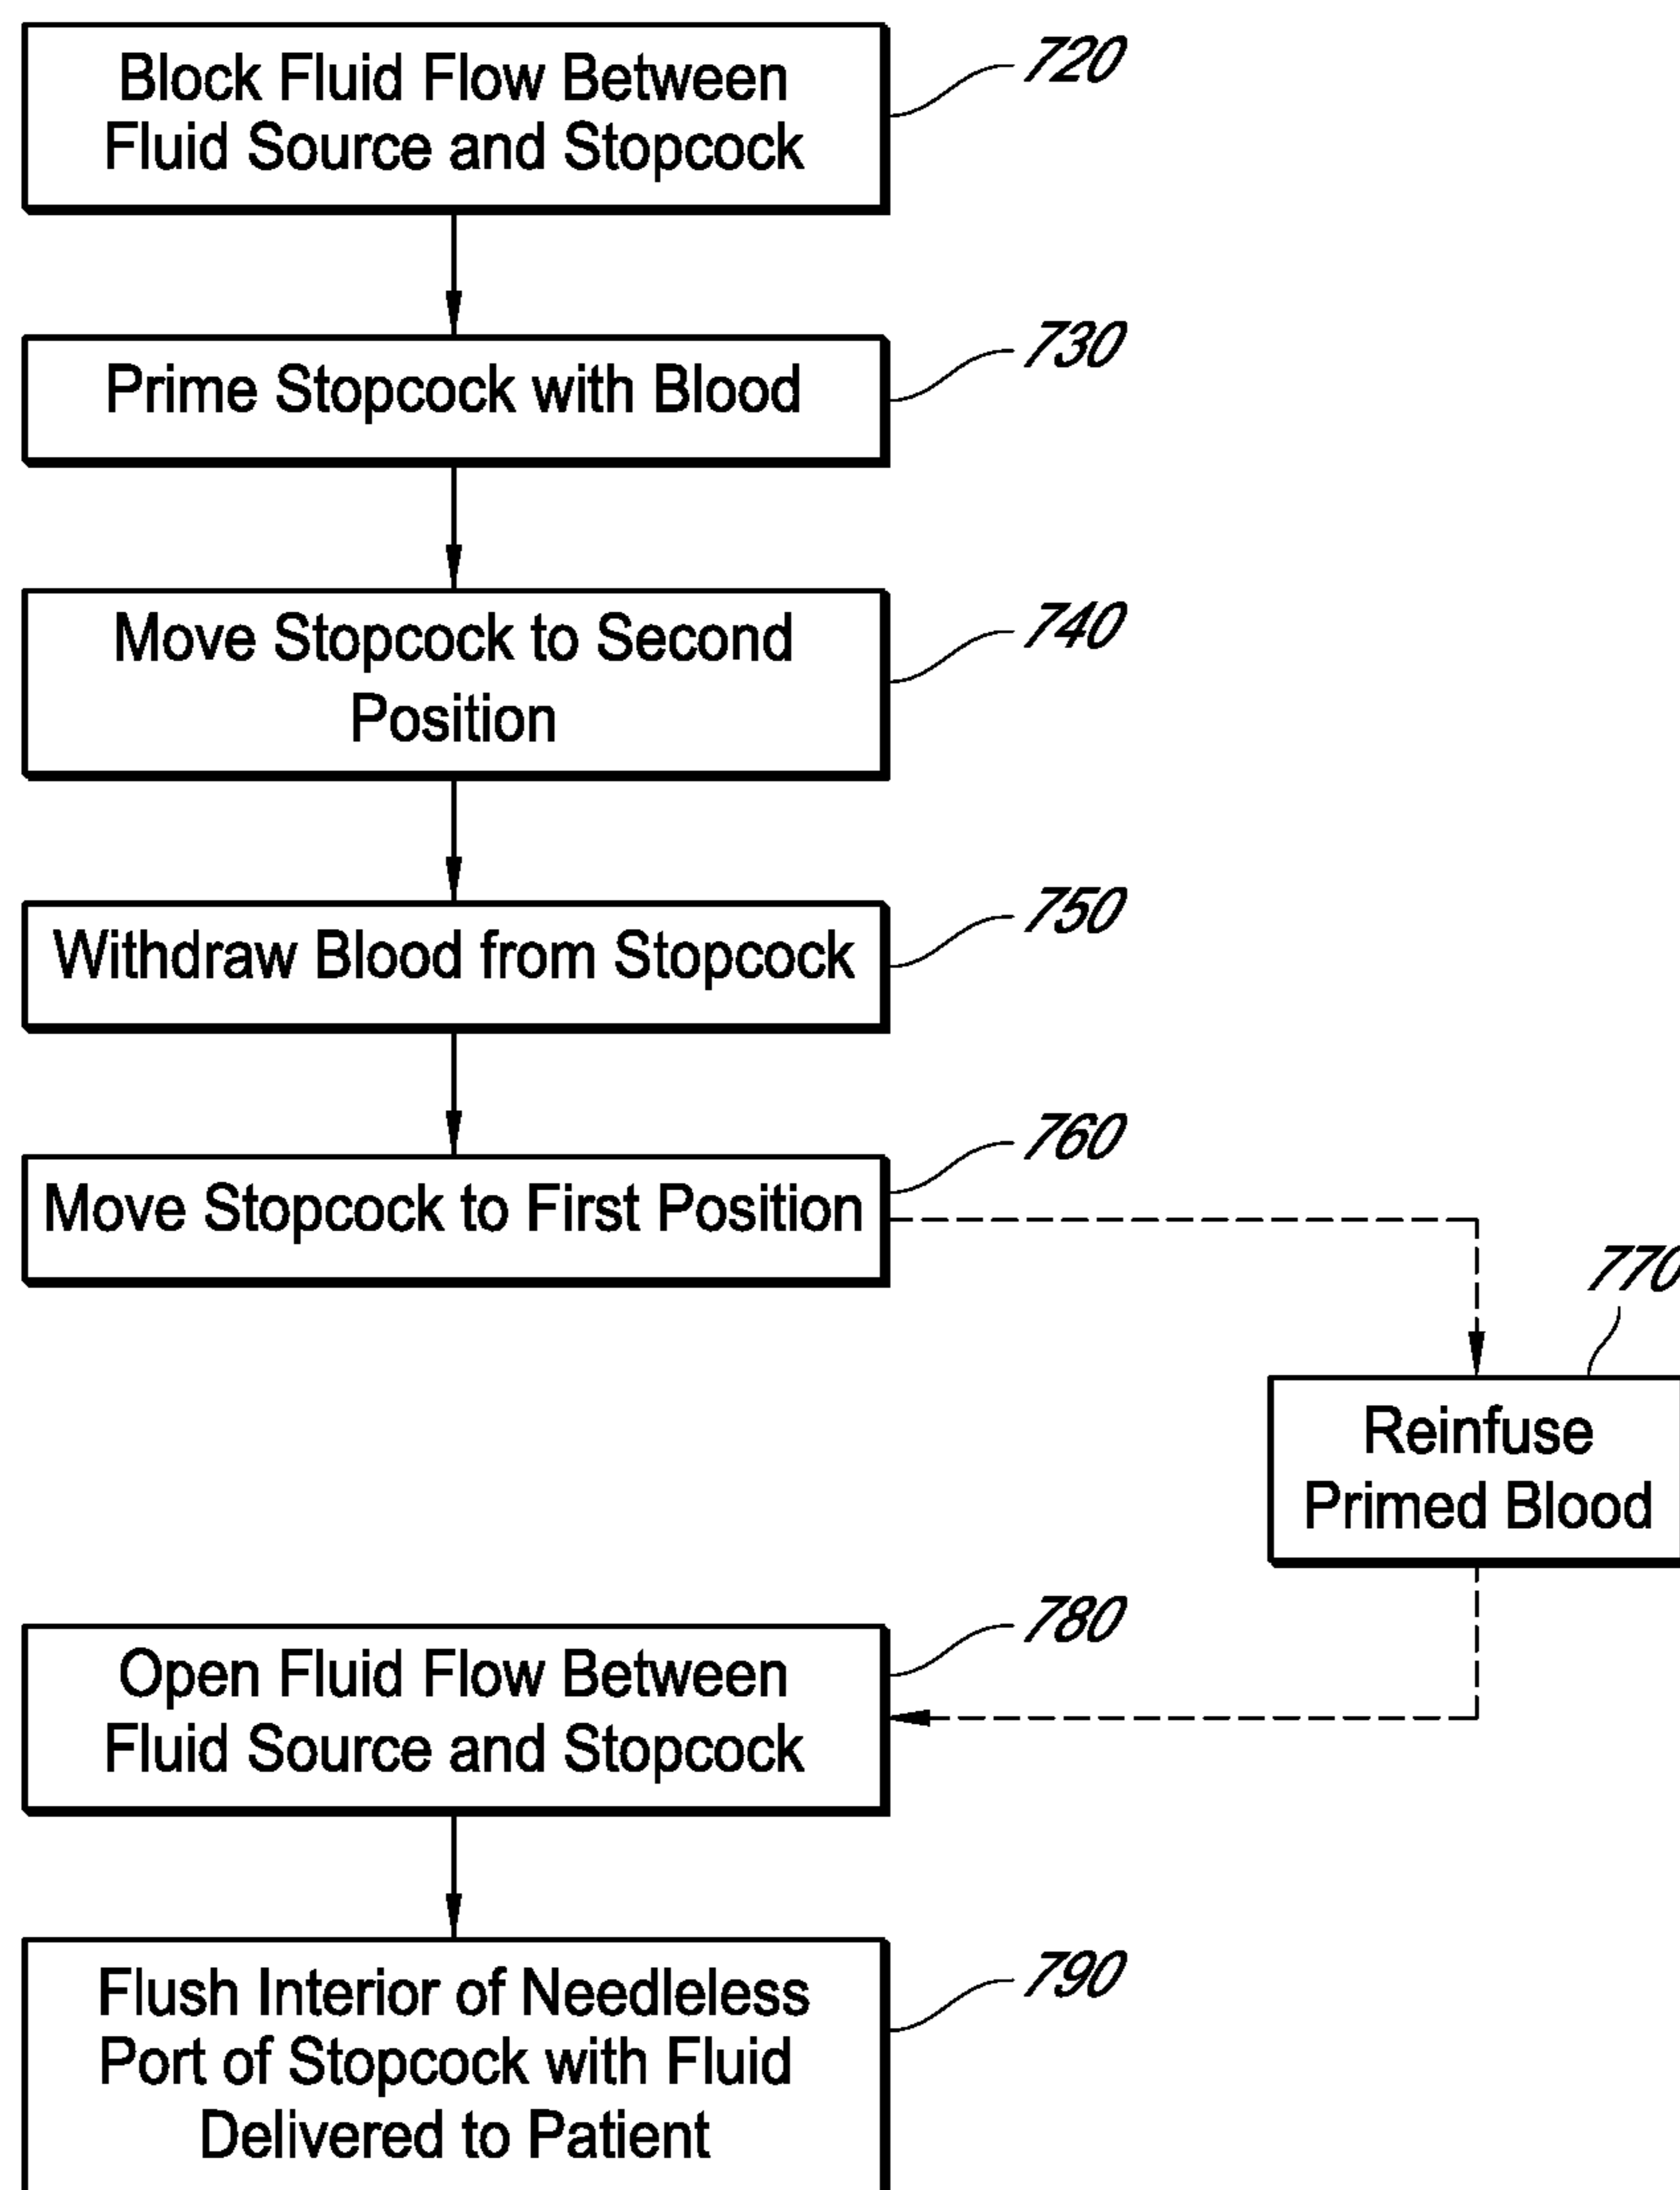 Block Fluid Flow Between
Fluid Source and Stopcock
720
Prime Stopcock with Blood
730
Move Stopcock to Second
Position
740
Withdraw Blood from Stopcock
750
Move Stopcock to First Position
760
770
Reinfuse
Primed Blood
Open Fluid Flow Between
Fluid Source and Stopcock
780
Flush Interior of Needleless
Port of Stopcock with Fluid
Delivered to Patient
790